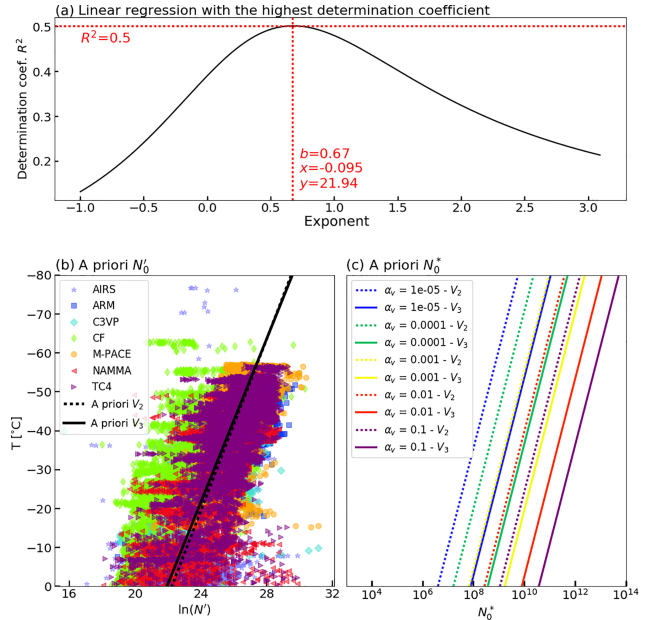 (a) Linear regression with the highest determination coefficient
R²=0.5
b=0.67
x=-0.095
y=21.94
Determination coef. R²
0.5
0.4
0.3
0.2
−1.0 −0.5 0.0 0.5 1.0 1.5 2.0 2.5 3.0
Exponent
(b) A priori N₀′
AIRS
ARM
C3VP
CF
M-PACE
NAMMA
TC4
A priori V₂
A priori V₃
T [°C]
−80
−70
−60
−50
−40
−30
−20
−10
0
16 20 24 28 32
ln(N′)
(c) A priori N₀*
αᵥ = 1e-05 - V₂
αᵥ = 1e-05 - V₃
αᵥ = 0.0001 - V₂
αᵥ = 0.0001 - V₃
αᵥ = 0.001 - V₂
αᵥ = 0.001 - V₃
αᵥ = 0.01 - V₂
αᵥ = 0.01 - V₃
αᵥ = 0.1 - V₂
αᵥ = 0.1 - V₃
10⁴ 10⁶ 10⁸ 10¹⁰ 10¹² 10¹⁴
N₀*